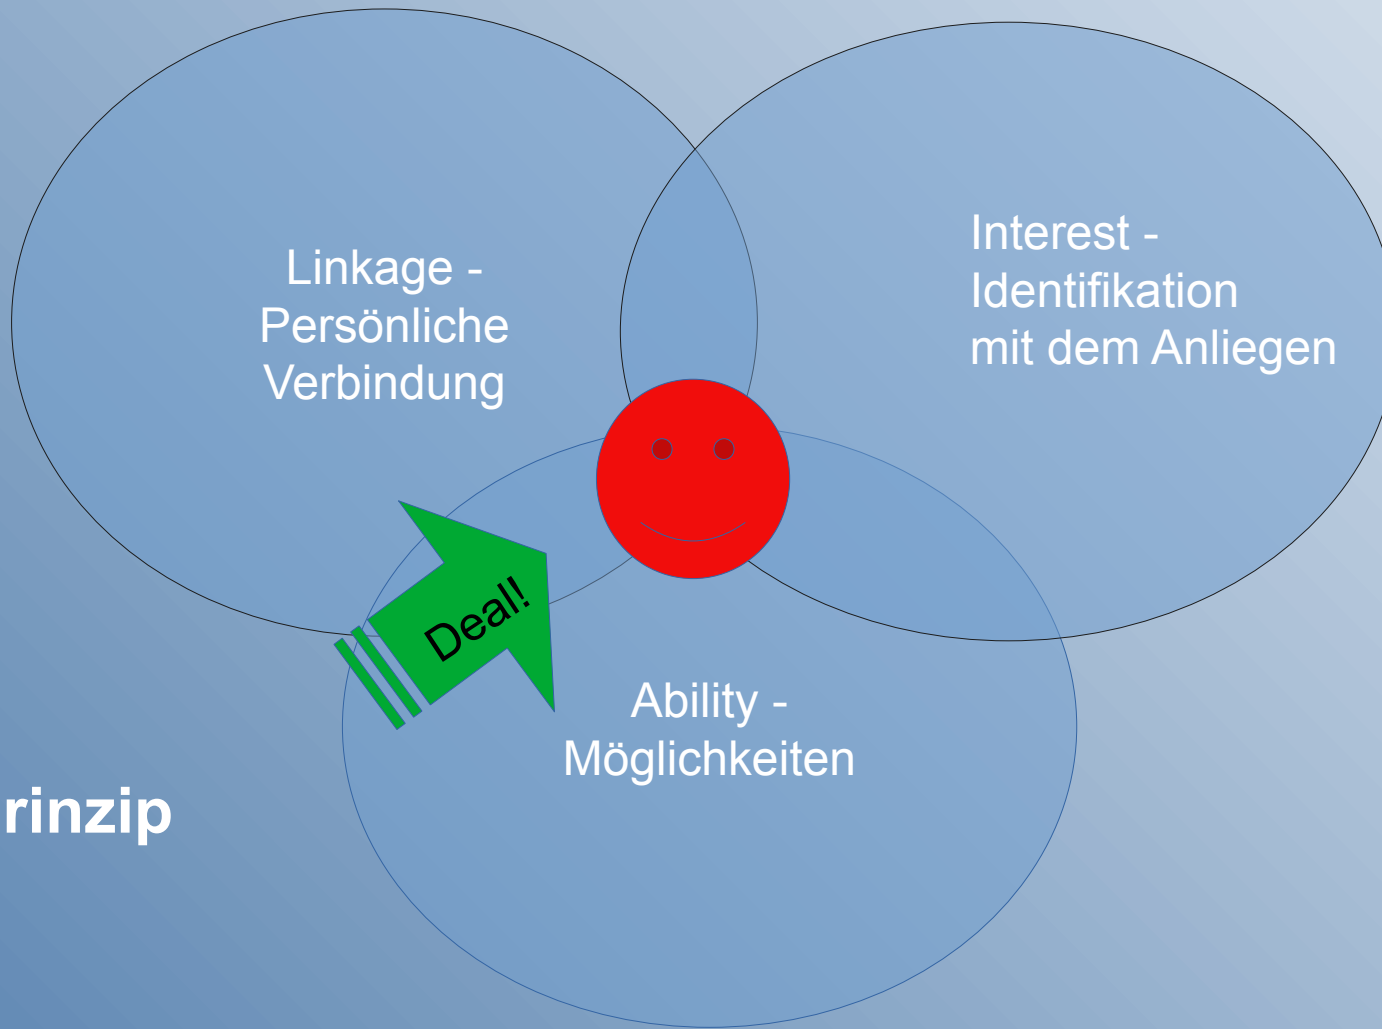 Linkage -
Persönliche
Verbindung
Interest -
Identifikation
mit dem Anliegen
Deal!
Ability -
Möglichkeiten
rinzip